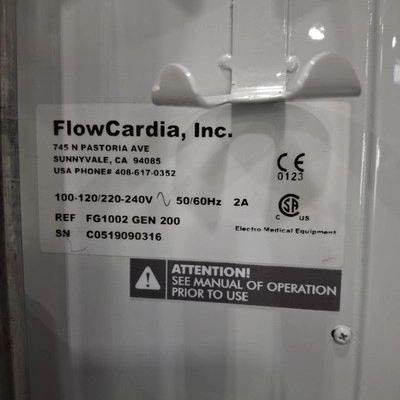 FlowCardia, Inc.
745 N PASTORIA AVE
SUNNYVALE, CA 94085
USA PHONE# 408-617-0352
CE
0123
100-120/220-240V ∿ 50/60Hz 2A
REF FG1002 GEN 200
SN C0519090316
SA
C US
Electro Medical Equipment
ATTENTION!
SEE MANUAL OF OPERATION
PRIOR TO USE